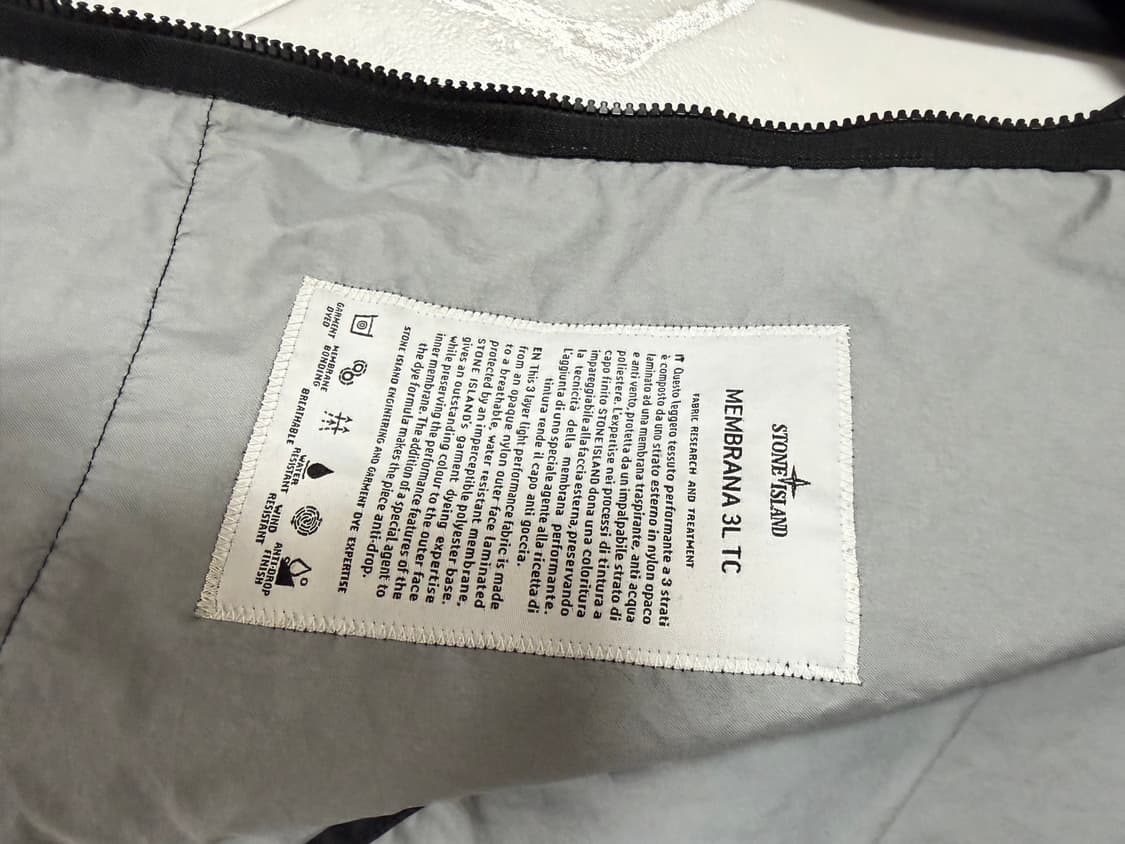 STONE ISLAND
MEMBRANA 3L TC
FABRIC RESEARCH AND TREATMENT
IT Questo leggero tessuto performante a 3 strati
è composto da uno strato esterno in nylon opaco
laminato ad una membrana traspirante, anti acqua
e anti vento, protetta da un impalpabile strato di
poliestere. L'expertise nei processi di tintura a
capo finito STONE ISLAND dona una coloritura
impareggiabile alla faccia esterna, preservando
la tecnicità della membrana performante.
L'aggiunta di uno speciale agente alla ricetta di
tintura rende il capo anti goccia.
EN This 3 layer light performance fabric is made
from an opaque nylon outer face laminated
to a breathable, water resistant membrane,
protected by an imperceptible polyester base.
STONE ISLAND's garment dyeing expertise
gives an outstanding colour to the outer face
while preserving the performance features of the
inner membrane. The addition of a special agent to
the dye formula makes the piece anti-drop.
STONE ISLAND ENGINEERING AND GARMENT DYE EXPERTISE
GARMENT
DYED
MEMBRANE
BONDING
BREATHABLE
WATER
RESISTANT
WIND
RESISTANT
ANTI-DROP
FINISH